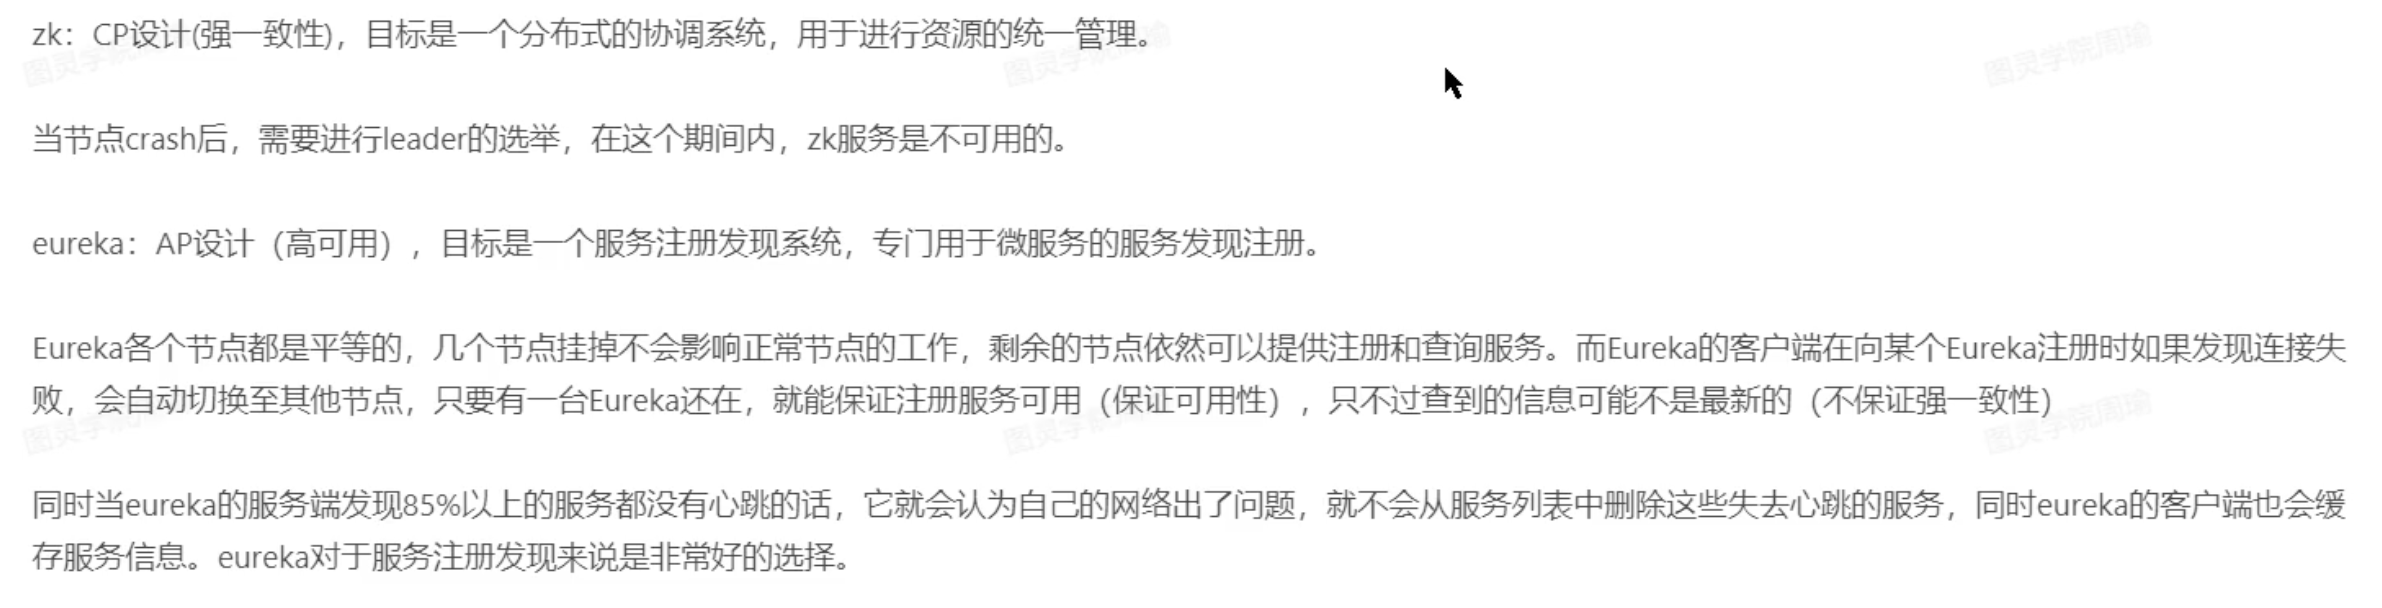 zk：CP设计(强一致性)，目标是一个分布式的协调系统，用于进行资源的统一管理。
当节点crash后，需要进行leader的选举，在这个期间内，zk服务是不可用的。
eureka：AP设计（高可用），目标是一个服务注册发现系统，专门用于微服务的服务发现注册。
Eureka各个节点都是平等的，几个节点挂掉不会影响正常节点的工作，剩余的节点依然可以提供注册和查询服务。而Eureka的客户端在向某个Eureka注册时如果发现连接失
败，会自动切换至其他节点，只要有一台Eureka还在，就能保证注册服务可用（保证可用性），只不过查到的信息可能不是最新的（不保证强一致性）
同时当eureka的服务端发现85%以上的服务都没有心跳的话，它就会认为自己的网络出了问题，就不会从服务列表中删除这些失去心跳的服务，同时eureka的客户端也会缓
存服务信息。eureka对于服务注册发现来说是非常好的选择。
图灵学院周瑜
图灵学院周瑜
图灵学院周瑜